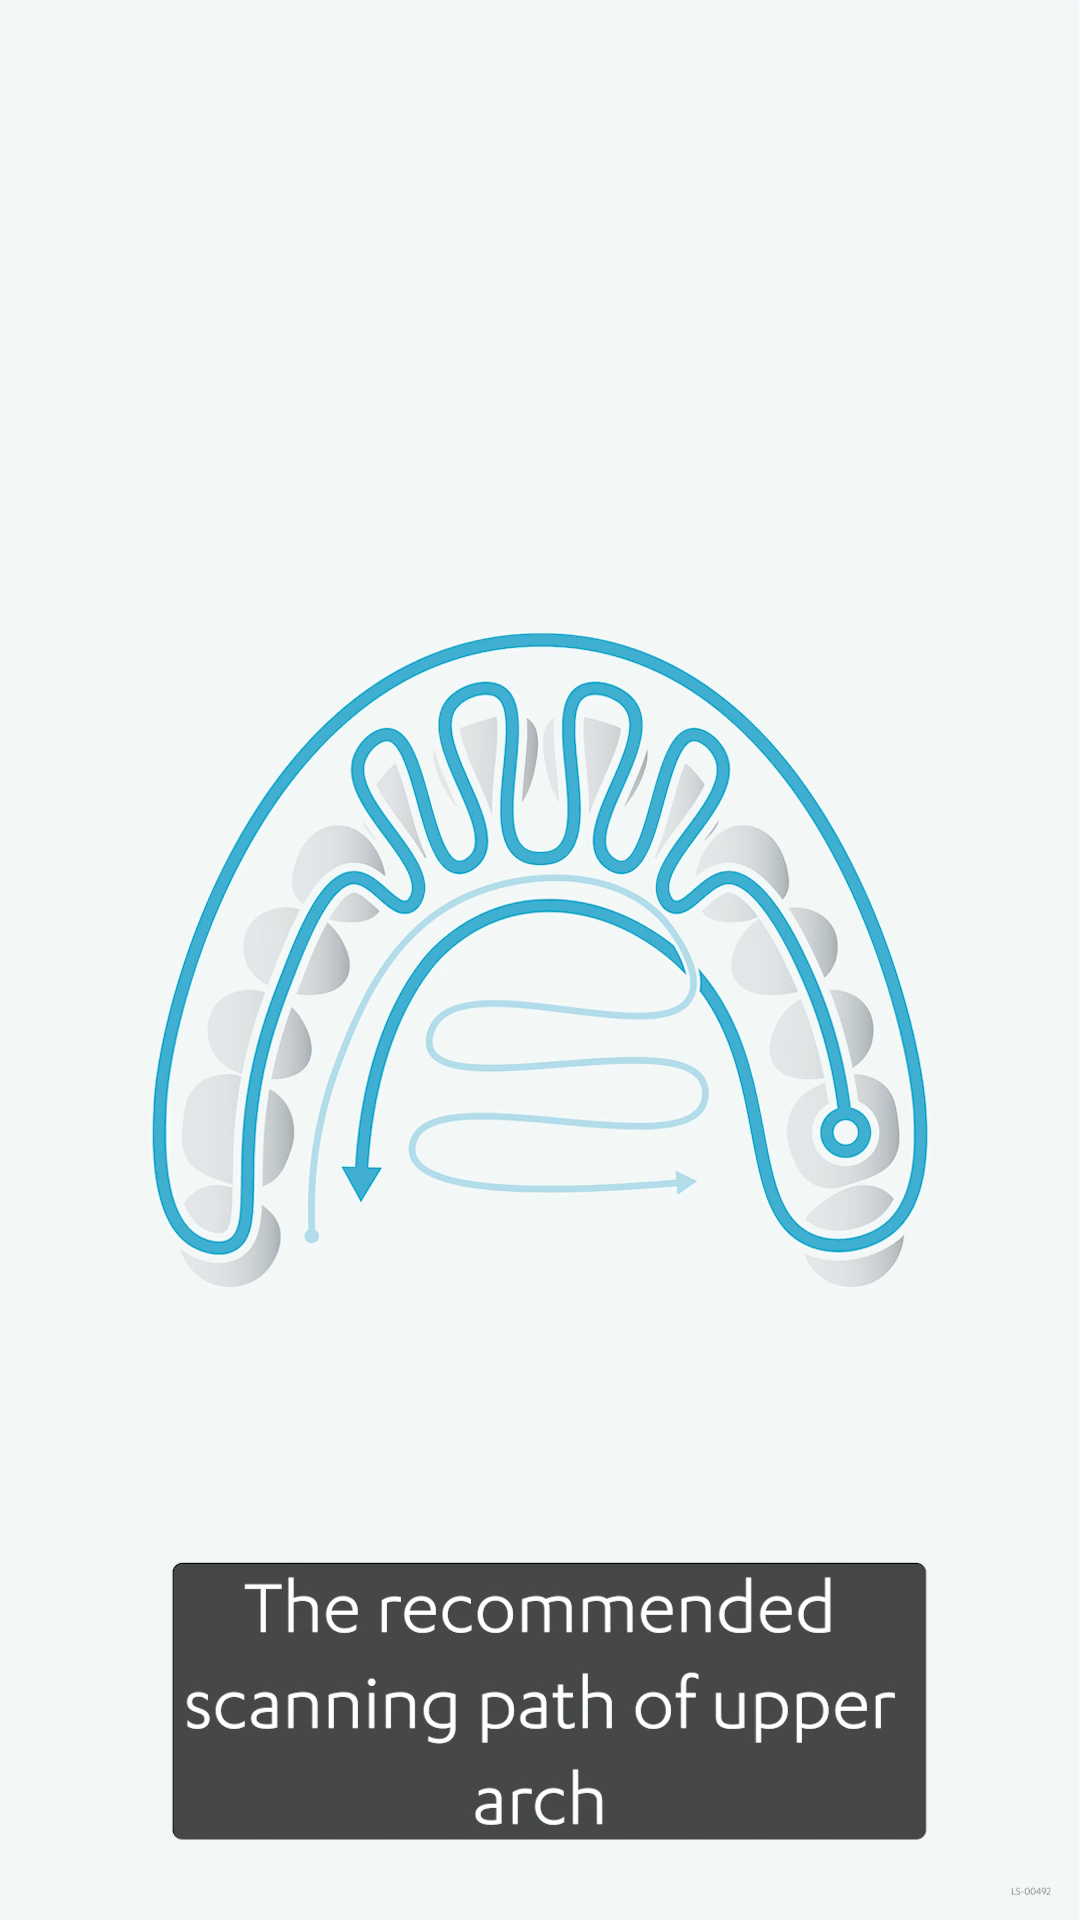 The recommended
scanning path of upper
arch
LS-00492